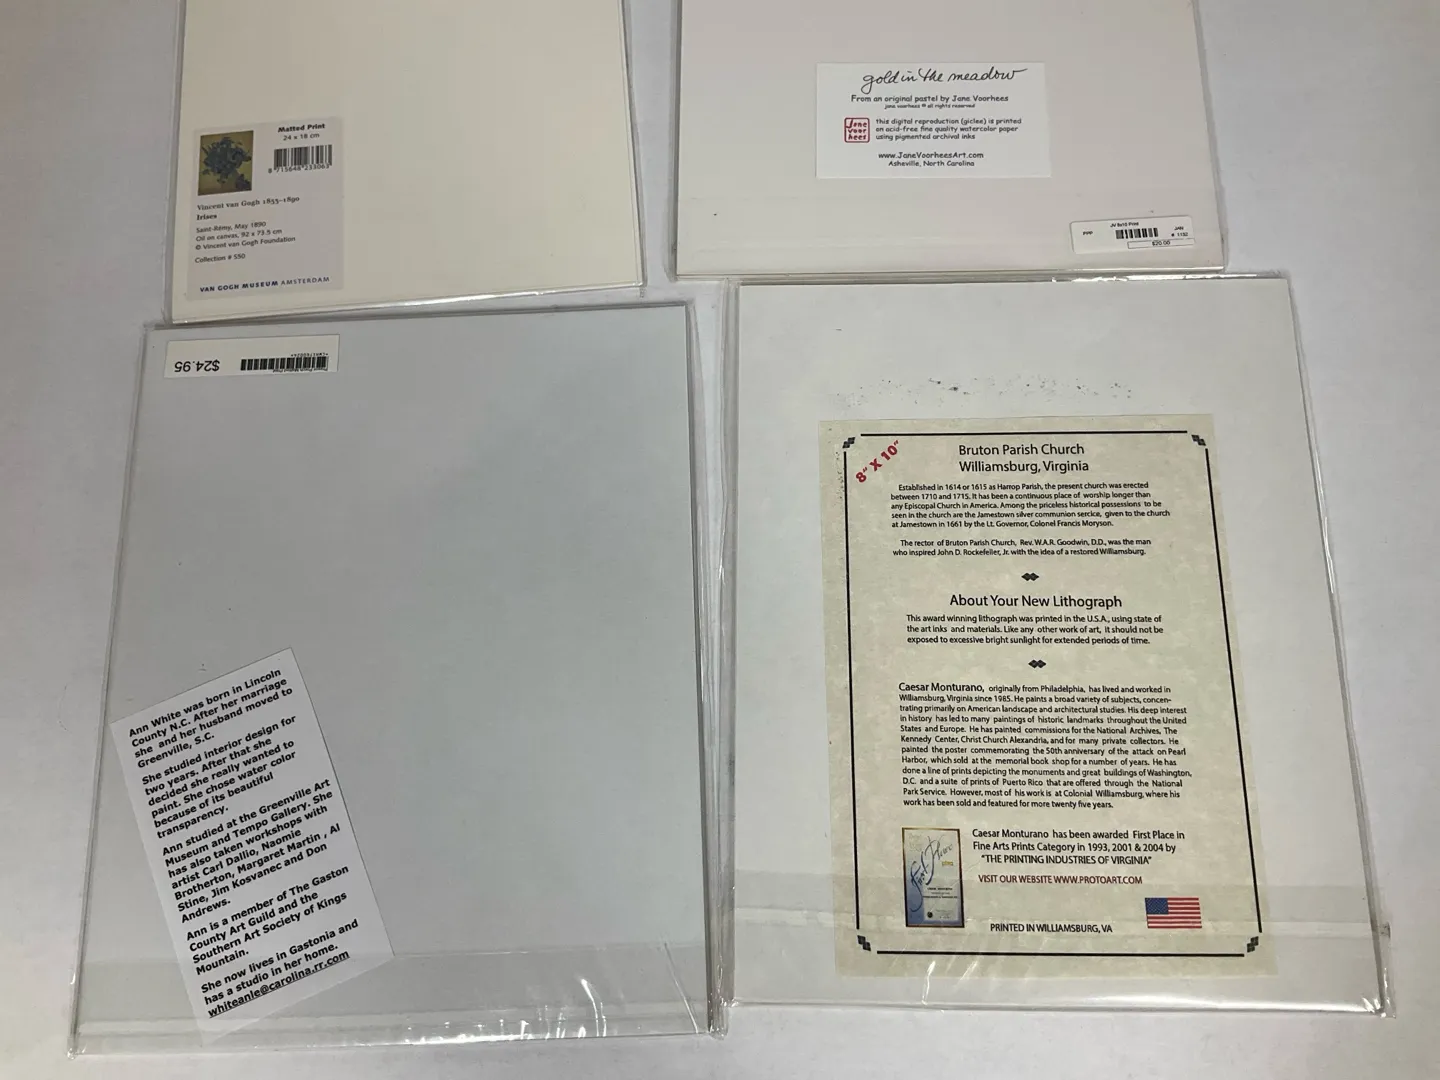 Matted Print
24 x 18 cm
8 715648 233063
Vincent van Gogh 1853-1890
Irises
Saint-Rémy, May 1890
Oil on canvas, 92 x 73.5 cm
© Vincent van Gogh Foundation
Collection # 550
VAN GOGH MUSEUM AMSTERDAM
gold in the meadow
From an original pastel by Jane Voorhees
jane voorhees © all rights reserved
Jane
voor
hees
this digital reproduction (giclee) is printed
on acid-free fine quality watercolor paper
using pigmented archival inks
www.JaneVoorheesArt.com
Asheville, North Carolina
PPP
JV 8x10 Print
JAN
# 1152
$20.00
$24.95
Ann White was born in Lincoln
County N.C. After her marriage
she and her husband moved to
Greenville, S.C.
She studied interior design for
two years. After that she
decided she really wanted to
paint. She chose water color
because of its beautiful
transparency.
Ann studied at the Greenville Art
Museum and Tempo Gallery. She
has also taken workshops with
artist Carl Dallio, Naomie
Brotherton, Margaret Martin , Al
Stine, Jim Kosvanec and Don
Andrews.
Ann is a member of The Gaston
County Art Guild and the
Southern Art Society of Kings
Mountain.
She now lives in Gastonia and
has a studio in her home.
whiteanle@carolina.rr.com
8" X 10"
Bruton Parish Church
Williamsburg, Virginia
Established in 1614 or 1615 as Harrop Parish, the present church was erected
between 1710 and 1715. It has been a continuous place of worship longer than
any Episcopal Church in America. Among the priceless historical possessions to be
seen in the church are the Jamestown silver communion sercice, given to the church
at Jamestown in 1661 by the Lt. Governor, Colonel Francis Moryson.
The rector of Bruton Parish Church, Rev. W.A.R. Goodwin, D.D., was the man
who inspired John D. Rockefeller, Jr. with the idea of a restored Williamsburg.
About Your New Lithograph
This award winning lithograph was printed in the U.S.A., using state of
the art inks and materials. Like any other work of art, it should not be
exposed to excessive bright sunlight for extended periods of time.
Caesar Monturano, originally from Philadelphia, has lived and worked in
Williamsburg, Virginia since 1985. He paints a broad variety of subjects, concen-
trating primarily on American landscape and architectural studies. His deep interest
in history has led to many paintings of historic landmarks throughout the United
States and Europe. He has painted commissions for the National Archives, The
Kennedy Center, Christ Church Alexandria, and for many private collectors. He
painted the poster commemorating the 50th anniversary of the attack on Pearl
Harbor, which sold at the memorial book shop for a number of years. He has
done a line of prints depicting the monuments and great buildings of Washington,
D.C. and a suite of prints of Puerto Rico that are offered through the National
Park Service. However, most of his work is at Colonial Williamsburg, where his
work has been sold and featured for more twenty five years.
Caesar Monturano has been awarded First Place in
Fine Arts Prints Category in 1993, 2001 & 2004 by
"THE PRINTING INDUSTRIES OF VIRGINIA"
VISIT OUR WEBSITE WWW.PROTOART.COM
PRINTED IN WILLIAMSBURG, VA